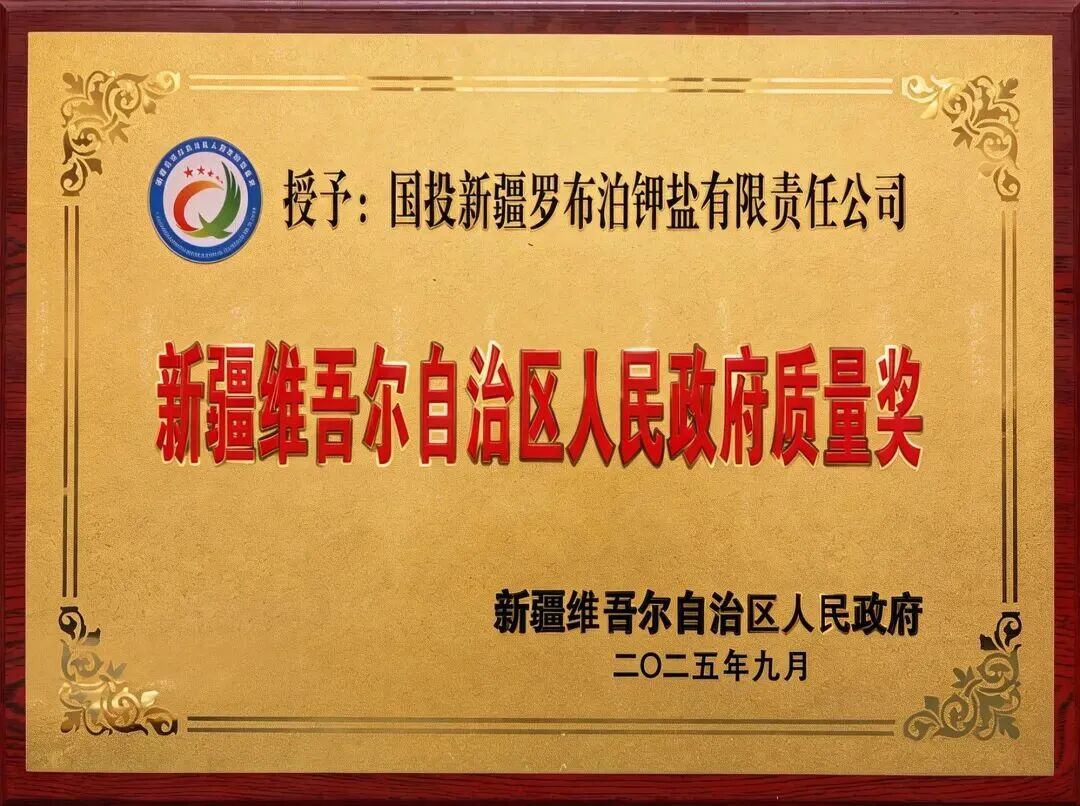 授予：国投新疆罗布泊钾盐有限责任公司
新疆维吾尔自治区人民政府质量奖
新疆维吾尔自治区人民政府
二〇二五年九月